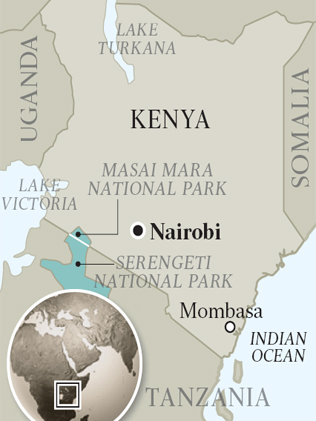 LAKE
TURKANA
UGANDA
KENYA
SOMALIA
MASAI MARA
NATIONAL PARK
LAKE
VICTORIA
Nairobi
SERENGETI
NATIONAL PARK
Mombasa
INDIAN
OCEAN
TANZANIA